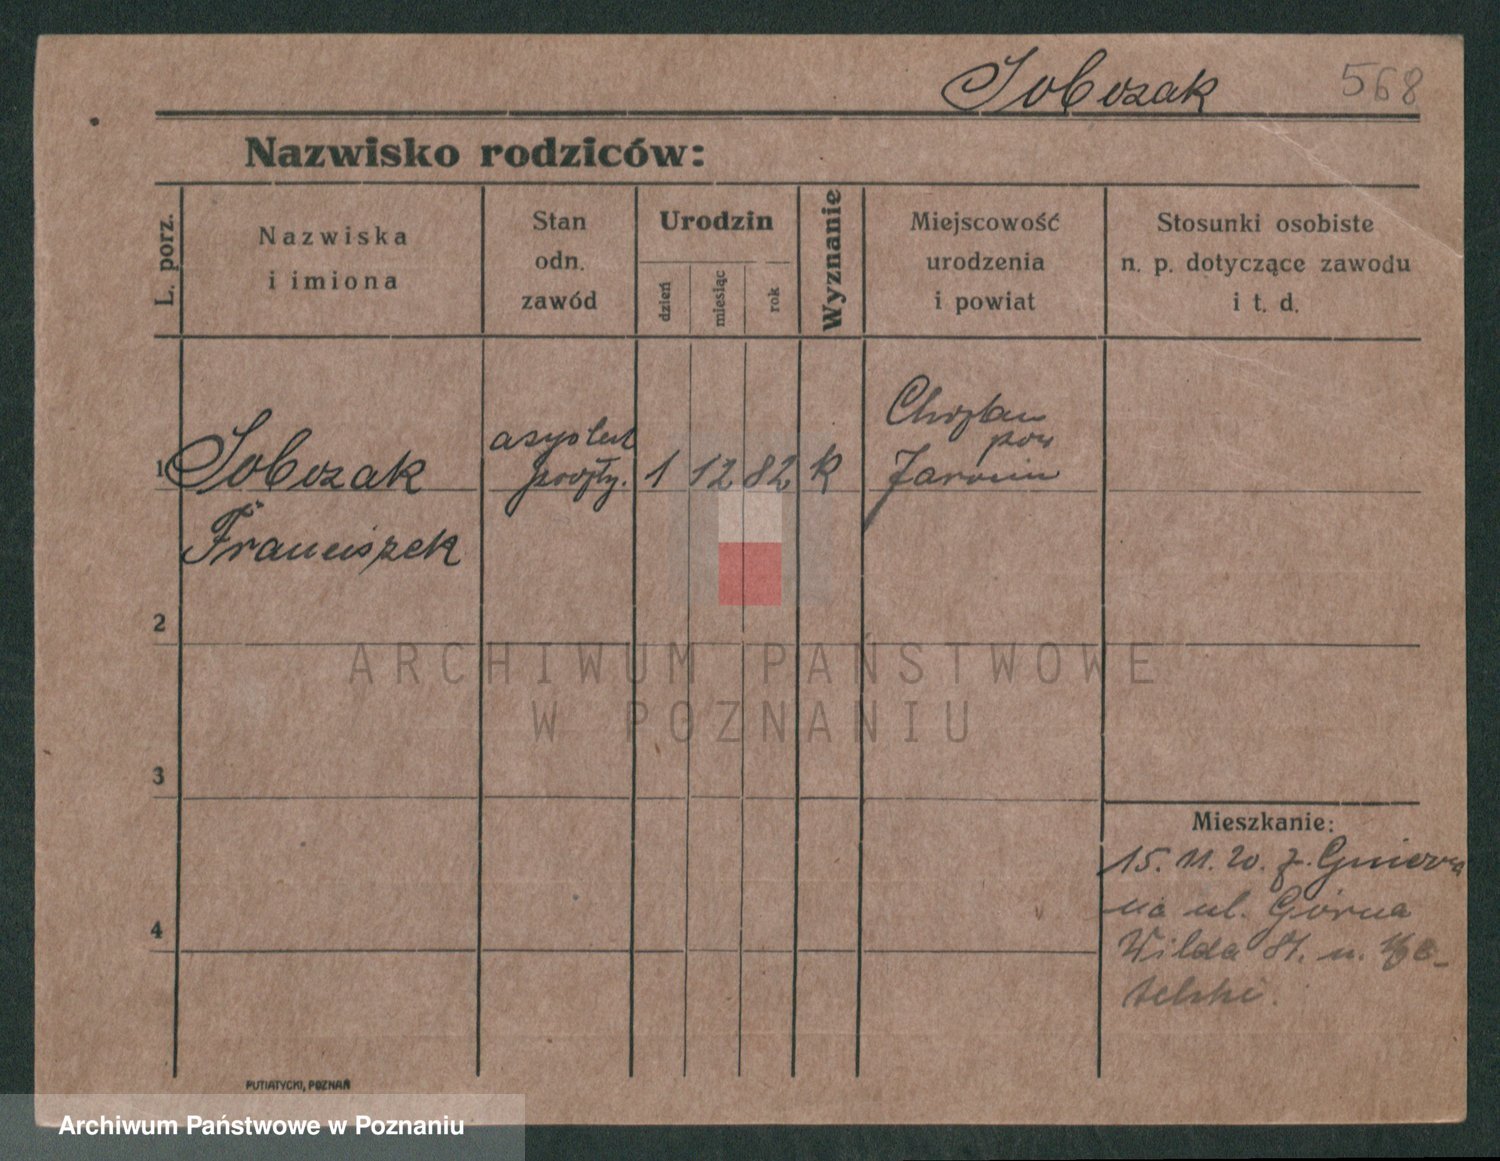 Sobczak 568
Nazwisko rodziców:
L. porz.
Nazwiska
i imiona
Stan
odn.
zawód
Urodzin
dzień
miesiąc
rok
Wyznanie
Miejscowość
urodzenia
i powiat
Stosunki osobiste
n. p. dotyczące zawodu
i t. d.
1 Sobczak
Franciszek
asystent
poczty.
1 12 82 k
Chrzan
pow
Jarocin
2
3
4
Mieszkanie:
15. 11. 20. z. Gniezna
na ul. Górna
Wilda 81. u.
PUTIATYCKI, POZNAŃ
ARCHIWUM PAŃSTWOWE
W POZNANIU
Archiwum Państwowe w Poznaniu